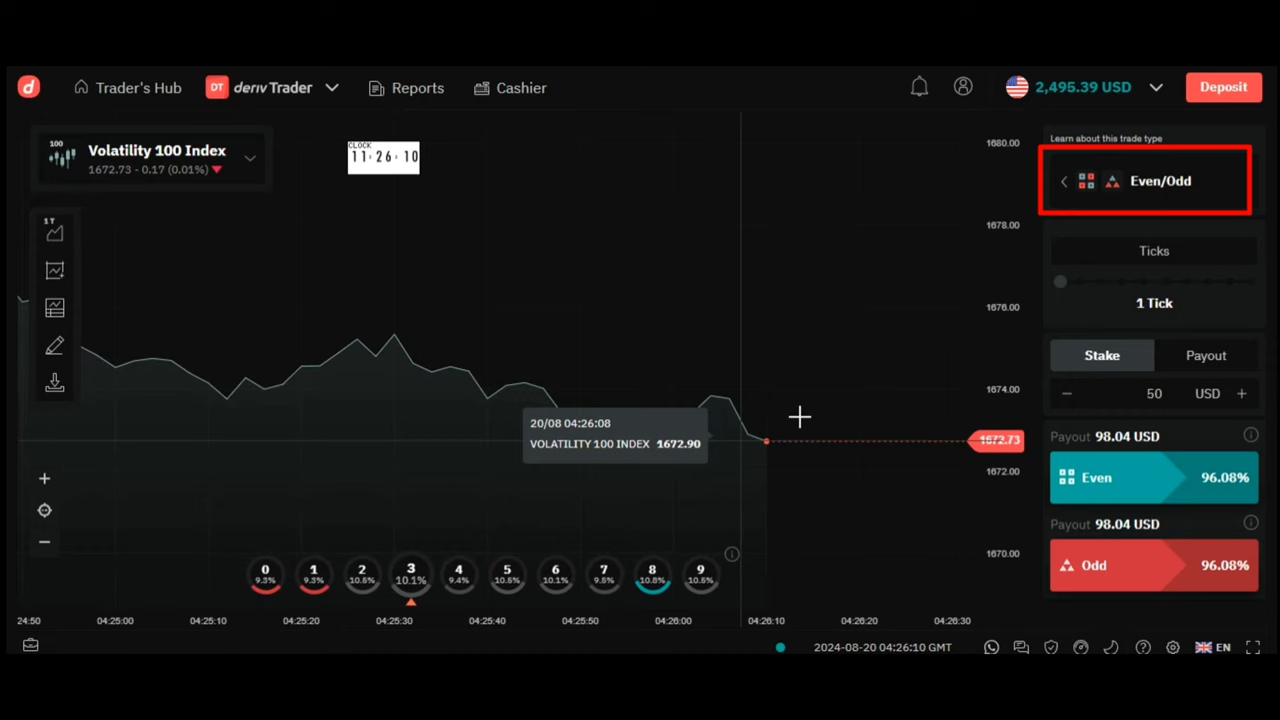 Trader's Hub
DT deriv Trader
Reports
Cashier
2,495.39 USD
Deposit
100
Volatility 100 Index
1672.73 - 0.17 (0.01%)
CLOCK
11:26:10
1T
Learn about this trade type
Even/Odd
Ticks
1 Tick
Stake
Payout
− 50 USD +
Payout 98.04 USD
Even 96.08%
Payout 98.04 USD
Odd 96.08%
1680.00
1678.00
1676.00
1674.00
1672.73
1672.00
1670.00
20/08 04:26:08
VOLATILITY 100 INDEX 1672.90
0 1 2 3 4 5 6 7 8 9
9.3% 9.3% 10.5% 10.1% 9.4% 10.5% 10.1% 9.5% 10.8% 10.5%
24:50 04:25:00 04:25:10 04:25:20 04:25:30 04:25:40 04:25:50 04:26:00 04:26:10 04:26:20 04:26:30
2024-08-20 04:26:10 GMT
EN